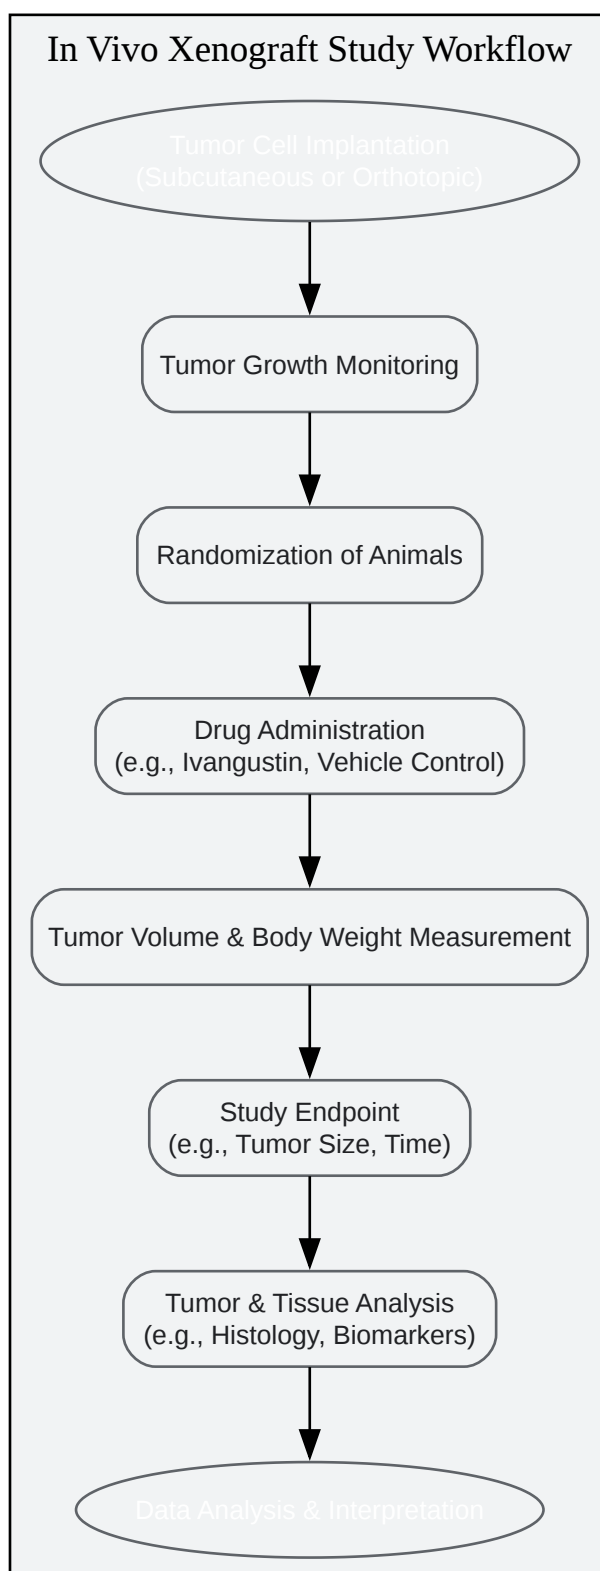 In Vivo Xenograft Study Workflow
Tumor Cell Implantation
(Subcutaneous or Orthotopic)
Tumor Growth Monitoring
Randomization of Animals
Drug Administration
(e.g., Ivangustin, Vehicle Control)
Tumor Volume & Body Weight Measurement
Study Endpoint
(e.g., Tumor Size, Time)
Tumor & Tissue Analysis
(e.g., Histology, Biomarkers)
Data Analysis & Interpretation